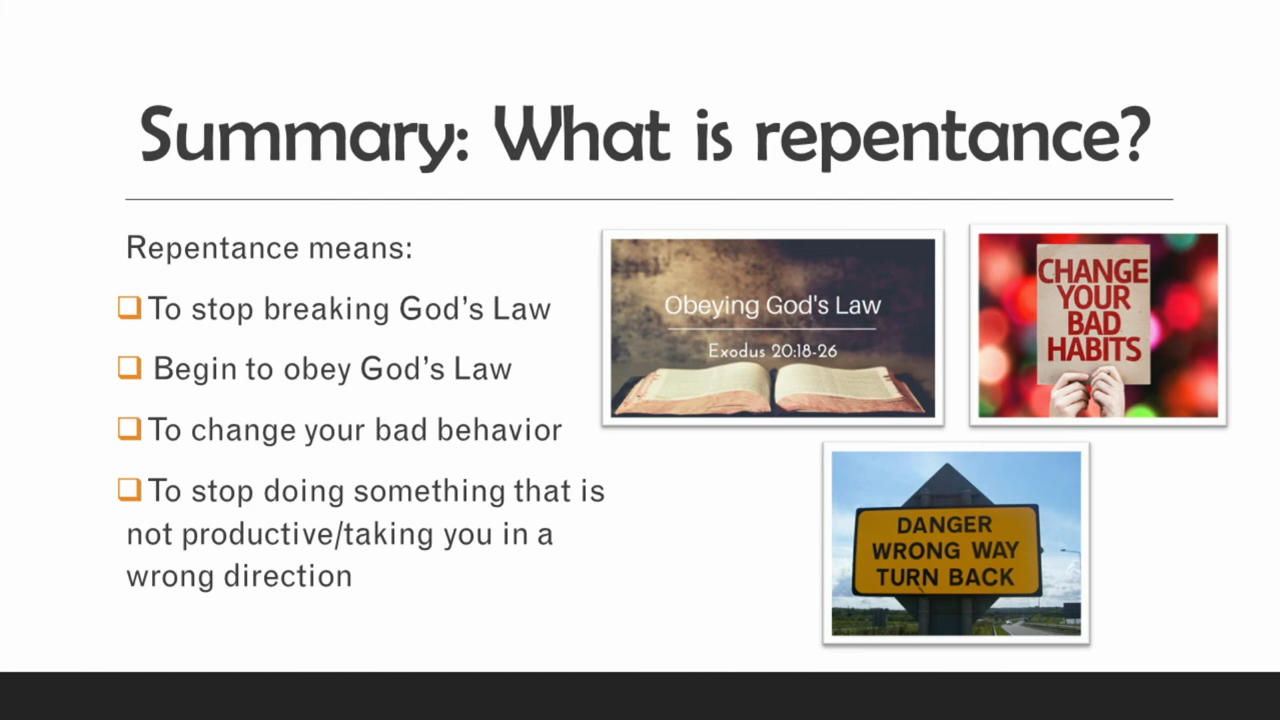 Summary: What is repentance?
Repentance means:
To stop breaking God’s Law
Begin to obey God’s Law
To change your bad behavior
To stop doing something that is
not productive/taking you in a
wrong direction
Obeying God's Law
Exodus 20:18-26
CHANGE
YOUR
BAD
HABITS
DANGER
WRONG WAY
TURN BACK